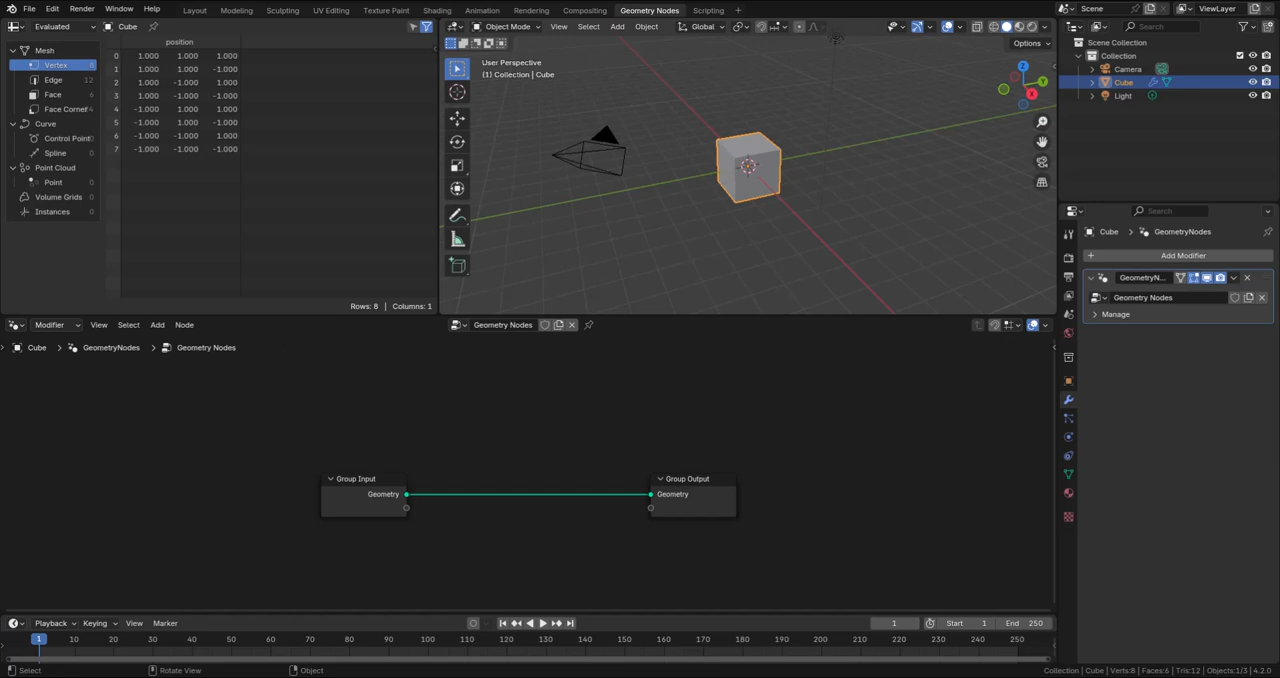 File Edit Render Window Help Layout Modeling Sculpting UV Editing Texture Paint Shading Animation Rendering Compositing Geometry Nodes Scripting + Scene ViewLayer
Evaluated Cube
Object Mode View Select Add Object Global
Search
Options
position
Mesh
Vertex 8
Edge 12
Face 6
Face Corner
Curve
Control Point
Spline 0
Point Cloud
Point 0
Volume Grids
Instances
0 1.000 1.000 1.000
1 1.000 1.000 -1.000
2 1.000 -1.000 1.000
3 1.000 -1.000 -1.000
4 -1.000 1.000 1.000
5 -1.000 1.000 -1.000
6 -1.000 -1.000 1.000
7 -1.000 -1.000 -1.000
Rows: 8 Columns: 1
User Perspective
(1) Collection | Cube
Z
Y
X
Scene Collection
Collection
Camera
Cube
Light
Search
Cube GeometryNodes
+ Add Modifier
GeometryN...
Geometry Nodes
Manage
Modifier View Select Add Node Geometry Nodes
Cube > GeometryNodes > Geometry Nodes
Group Input
Geometry
Group Output
Geometry
Playback Keying View Marker 1 Start 1 End 250
1 10 20 30 40 50 60 70 80 90 100 110 120 130 140 150 160 170 180 190 200 210 220 230 240 250
Select Rotate View Object Collection | Cube | Verts:8 | Faces:6 | Tris:12 | Objects:1/3 | 4.2.0